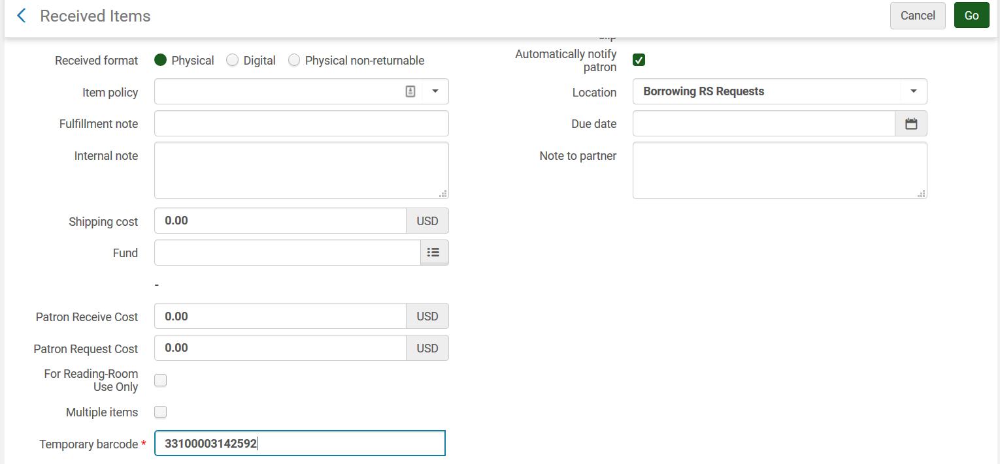 Received Items
Cancel
Go
slip
Received format
Physical
Digital
Physical non-returnable
Automatically notify
patron
Item policy
Location
Borrowing RS Requests
Fulfillment note
Due date
Internal note
Note to partner
Shipping cost
0.00
USD
Fund
-
Patron Receive Cost
0.00
USD
Patron Request Cost
0.00
USD
For Reading-Room
Use Only
Multiple items
Temporary barcode *
33100003142592